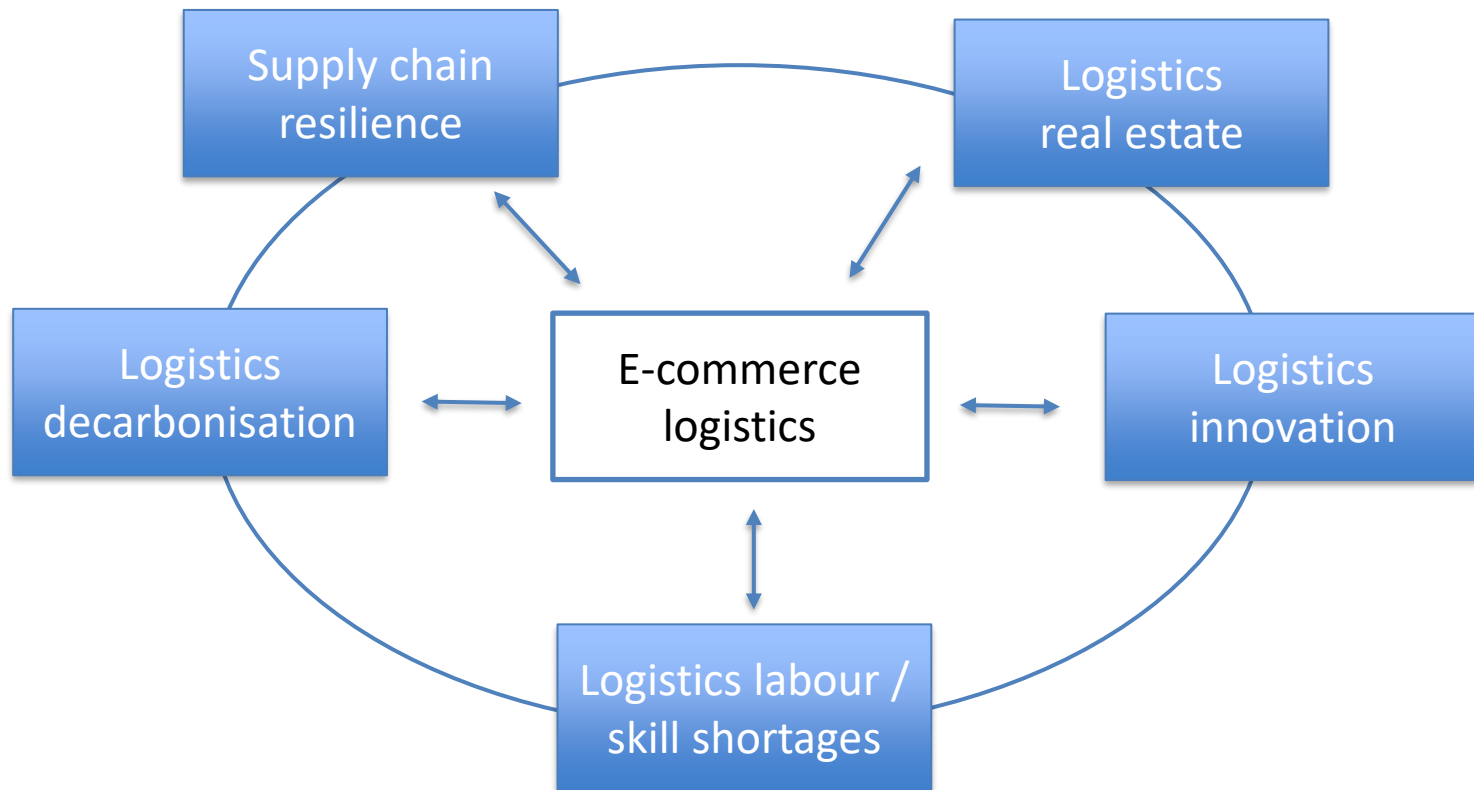 Supply chain
resilience
Logistics
real estate
Logistics
decarbonisation
E-commerce
logistics
Logistics
innovation
Logistics labour /
skill shortages